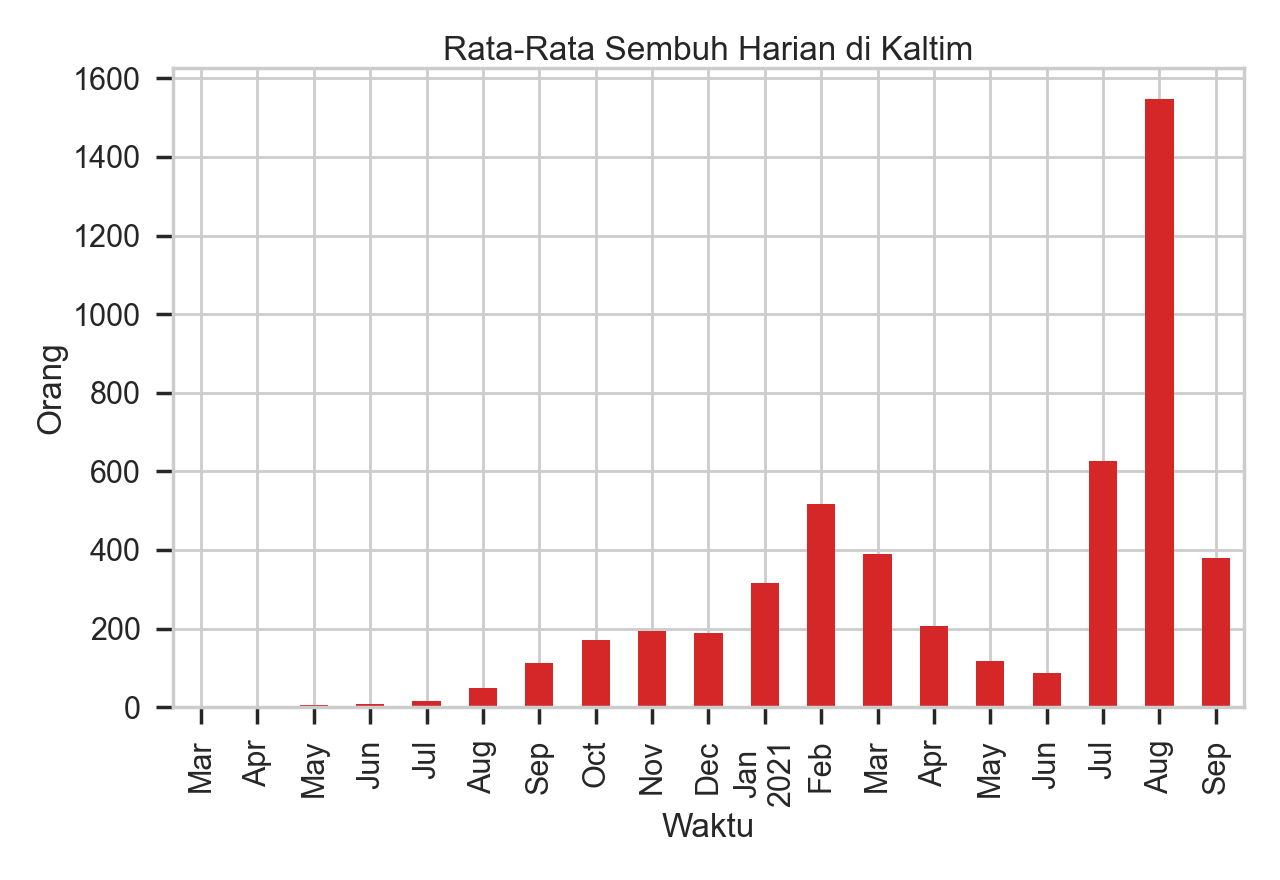 Rata-Rata Sembuh Harian di Kaltim
1600
1400
1200
1000
800
600
400
200
0
Orang
Mar
Apr
May
Jun
Jul
Aug
Sep
Oct
Nov
Dec
Jan
2021
Feb
Mar
Apr
May
Jun
Jul
Aug
Sep
Waktu